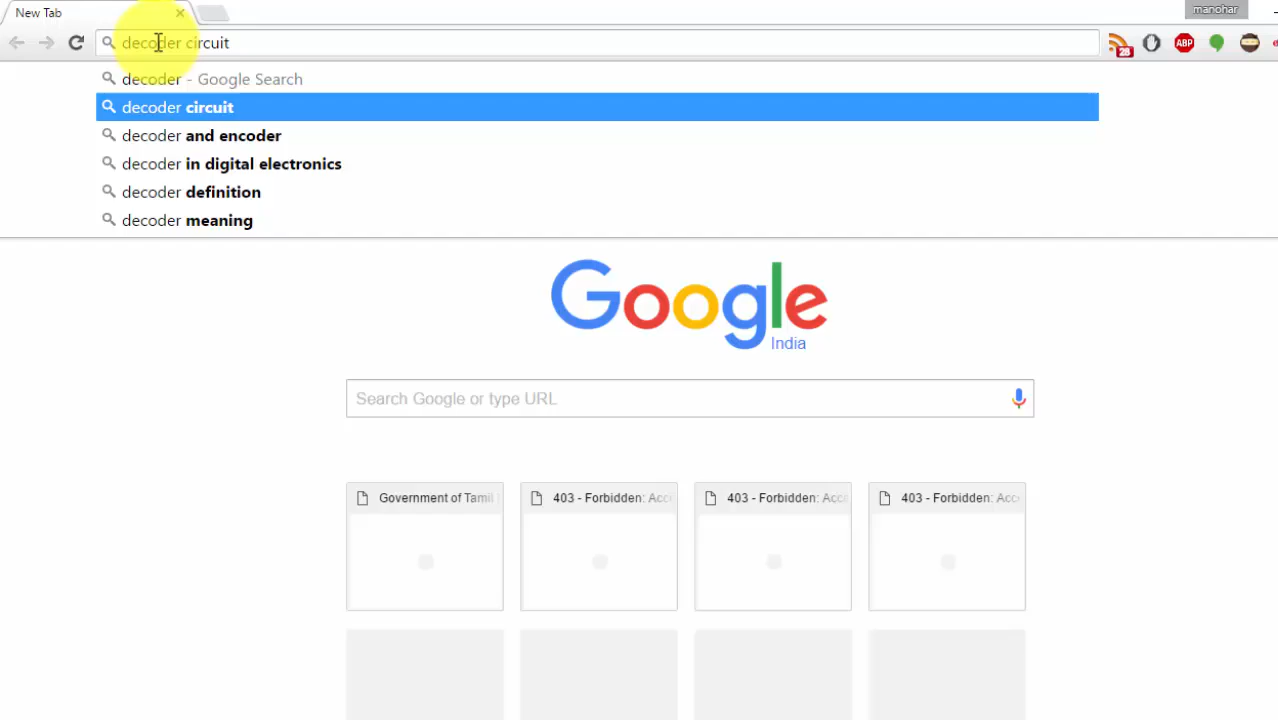 New Tab
manohar
decoder circuit
28
ABP
decoder - Google Search
decoder circuit
decoder and encoder
decoder in digital electronics
decoder definition
decoder meaning
Google
India
Search Google or type URL
Government of Tamil
403 - Forbidden: Acc
403 - Forbidden: Acc
403 - Forbidden: Acc